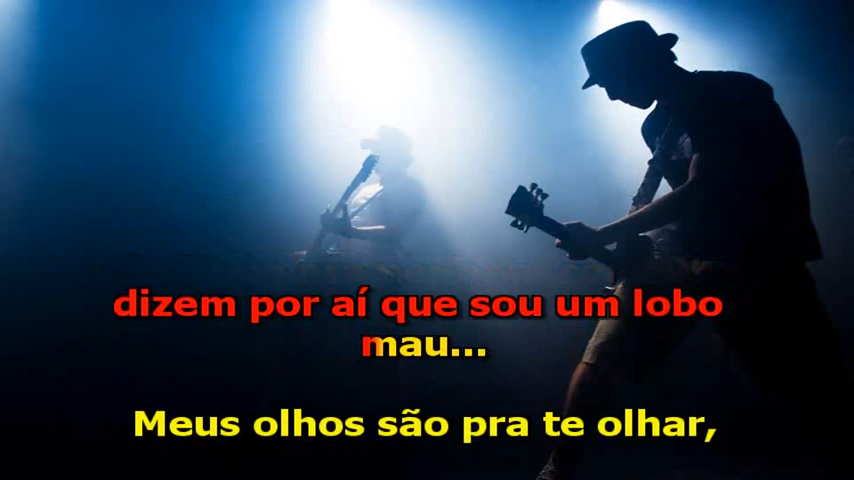 dizem por aí que sou um lobo
mau...
Meus olhos são pra te olhar,